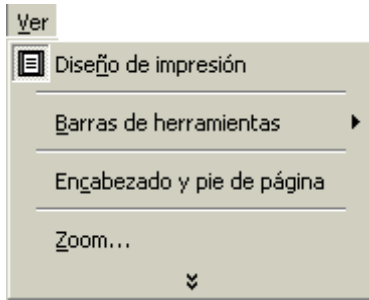 Ver
Diseño de impresión
Barras de herramientas
Encabezado y pie de página
Zoom...